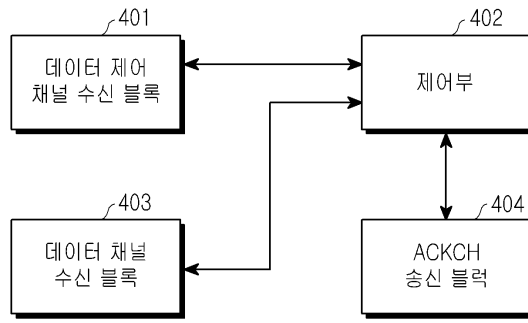 401
데이터 제어
채널 수신 블록
402
제어부
403
데이터 채널
수신 블록
404
ACKCH
송신 블럭